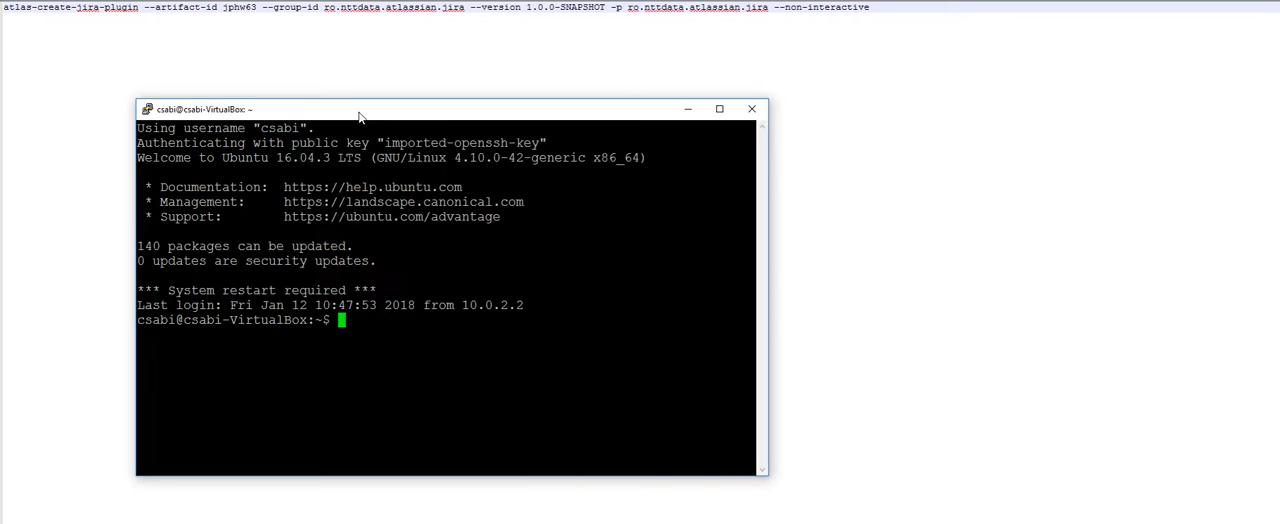 atlas-create-jira-plugin --artifact-id jphw63 --group-id ro.nttdata.atlassian.jira --version 1.0.0-SNAPSHOT -p ro.nttdata.atlassian.jira --non-interactive
csabi@csabi-VirtualBox: ~
Using username "csabi".
Authenticating with public key "imported-openssh-key"
Welcome to Ubuntu 16.04.3 LTS (GNU/Linux 4.10.0-42-generic x86_64)
* Documentation:  https://help.ubuntu.com
* Management:     https://landscape.canonical.com
* Support:        https://ubuntu.com/advantage
140 packages can be updated.
0 updates are security updates.
*** System restart required ***
Last login: Fri Jan 12 10:47:53 2018 from 10.0.2.2
csabi@csabi-VirtualBox:~$